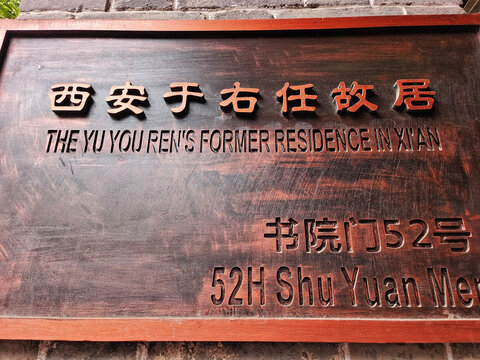 西安于右任故居
THE YU YOU REN'S FORMER RESIDENCE IN XI'AN
书院门52号
52H Shu Yuan Men